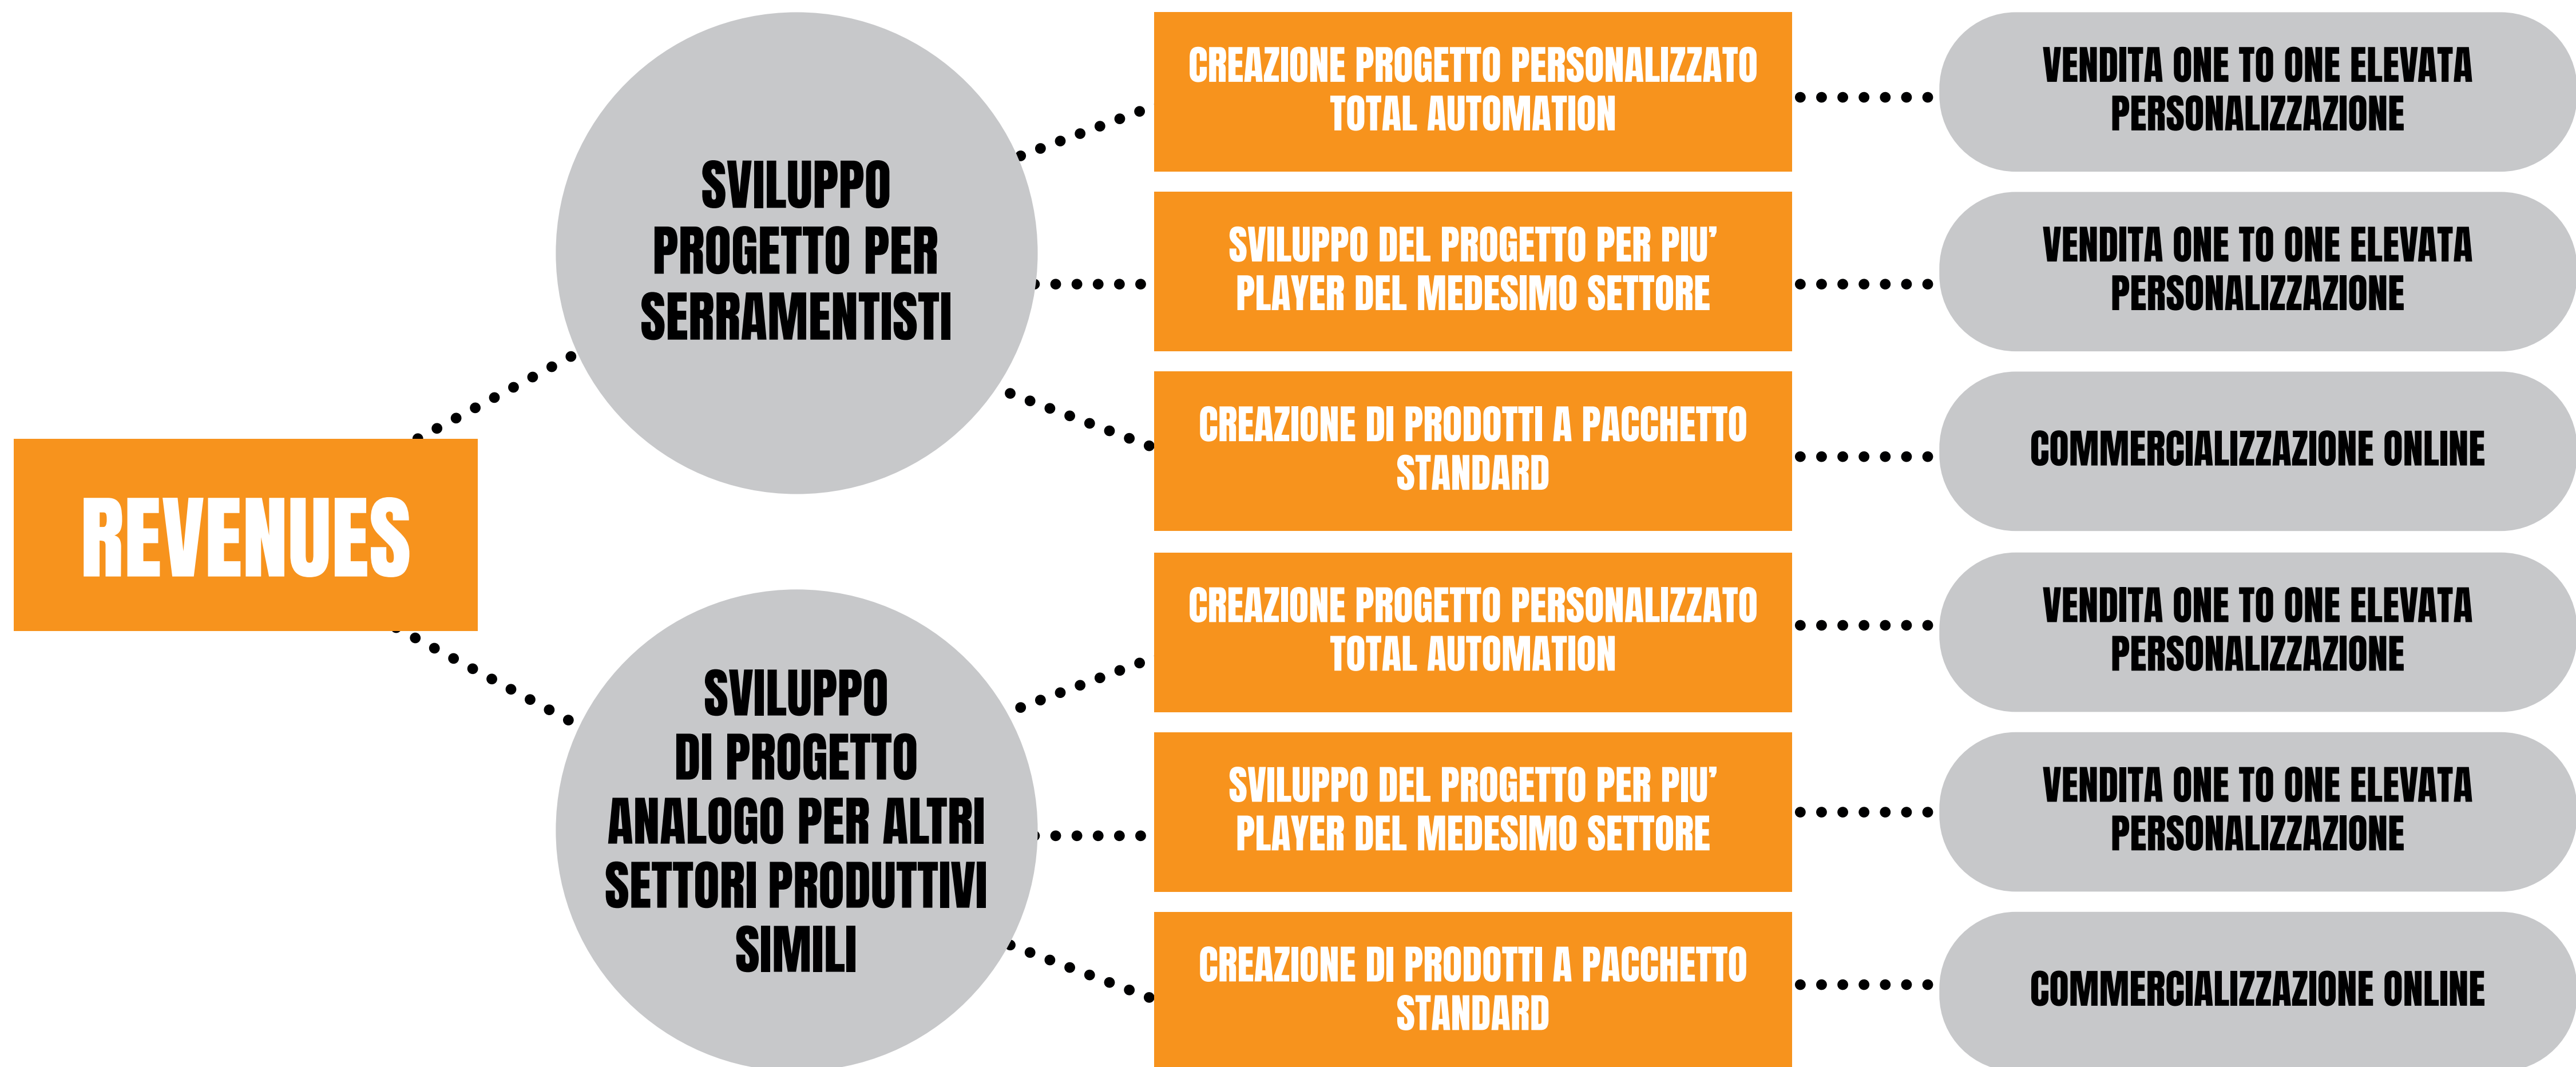 REVENUES
SVILUPPO
PROGETTO PER
SERRAMENTISTI
CREAZIONE PROGETTO PERSONALIZZATO
TOTAL AUTOMATION
VENDITA ONE TO ONE ELEVATA
PERSONALIZZAZIONE
SVILUPPO DEL PROGETTO PER PIU’
PLAYER DEL MEDESIMO SETTORE
VENDITA ONE TO ONE ELEVATA
PERSONALIZZAZIONE
CREAZIONE DI PRODOTTI A PACCHETTO
STANDARD
COMMERCIALIZZAZIONE ONLINE
SVILUPPO
DI PROGETTO
ANALOGO PER ALTRI
SETTORI PRODUTTIVI
SIMILI
CREAZIONE PROGETTO PERSONALIZZATO
TOTAL AUTOMATION
VENDITA ONE TO ONE ELEVATA
PERSONALIZZAZIONE
SVILUPPO DEL PROGETTO PER PIU’
PLAYER DEL MEDESIMO SETTORE
VENDITA ONE TO ONE ELEVATA
PERSONALIZZAZIONE
CREAZIONE DI PRODOTTI A PACCHETTO
STANDARD
COMMERCIALIZZAZIONE ONLINE